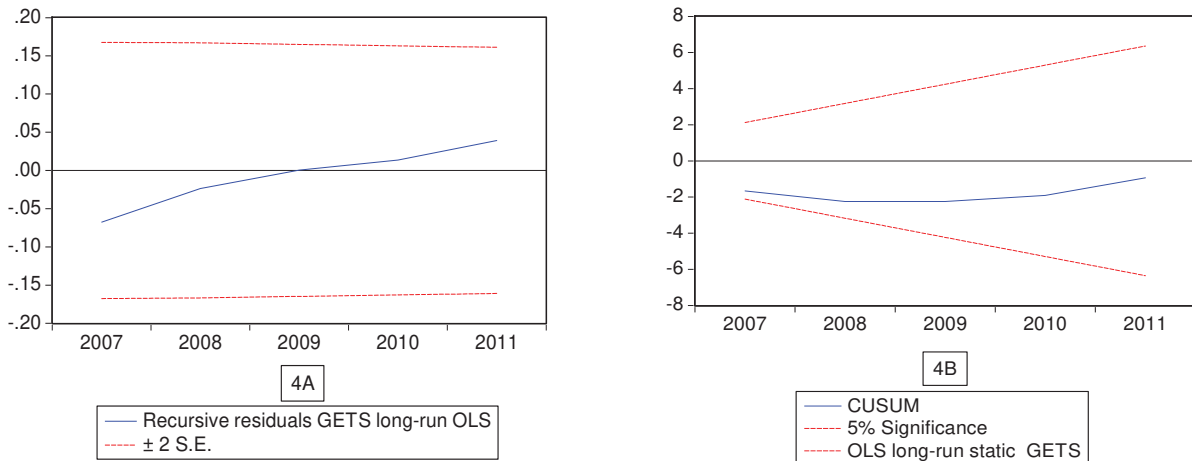 .20
.15
.10
.05
.00
-.05
-.10
-.15
-.20
2007 2008 2009 2010 2011
4A
Recursive residuals GETS long-run OLS
± 2 S.E.
8
6
4
2
0
-2
-4
-6
-8
2007 2008 2009 2010 2011
4B
CUSUM
5% Significance
OLS long-run static GETS